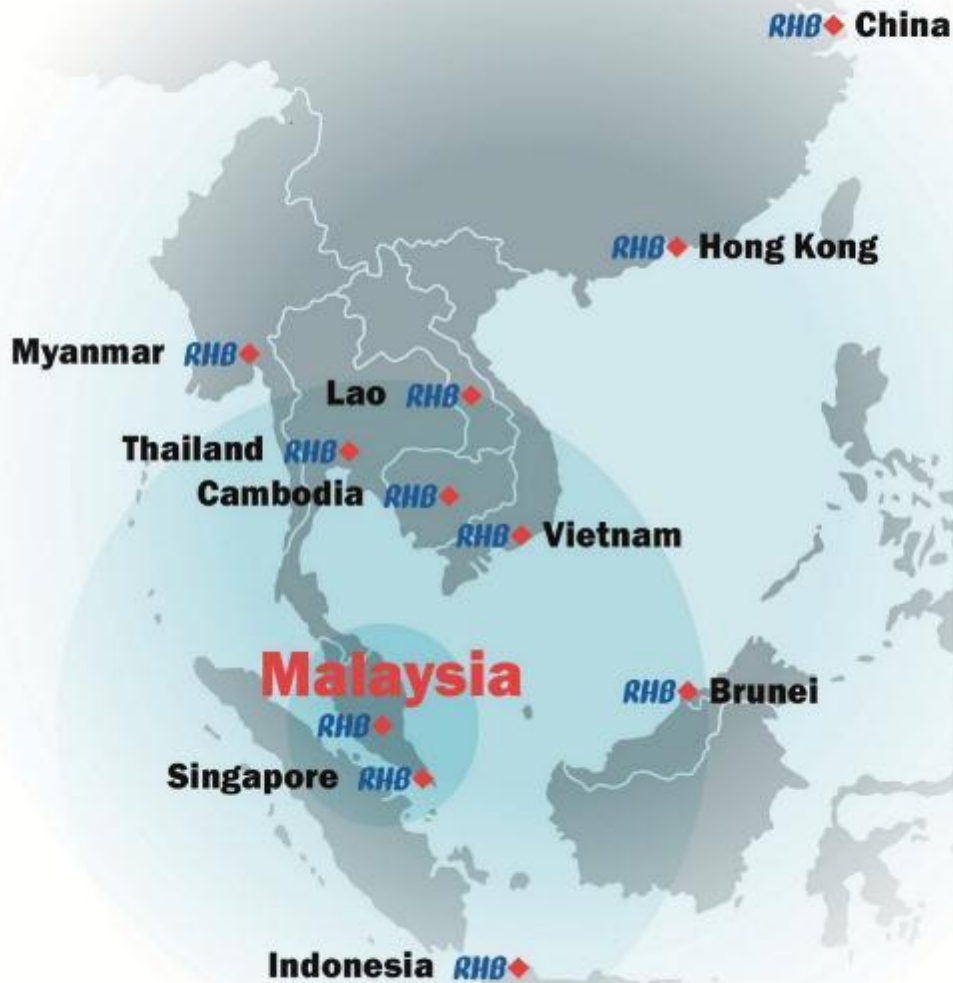 RHB China
RHB Hong Kong
Myanmar RHB
Lao RHB
Thailand RHB
Cambodia RHB
RHB Vietnam
Malaysia
RHB
RHB Brunei
Singapore RHB
Indonesia RHB